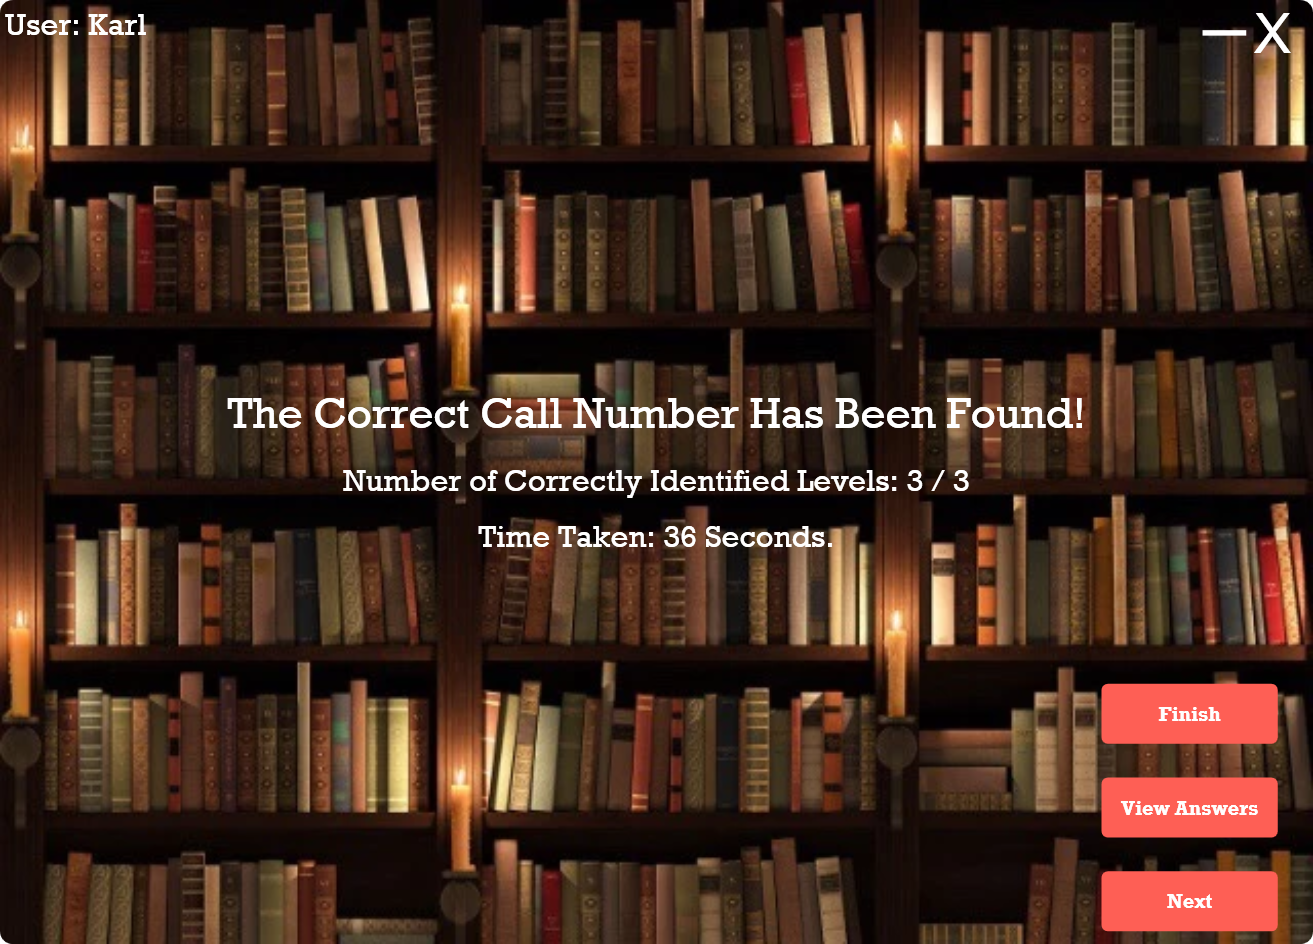 User: Karl
— X
The Correct Call Number Has Been Found!
Number of Correctly Identified Levels: 3 / 3
Time Taken: 36 Seconds.
Finish
View Answers
Next